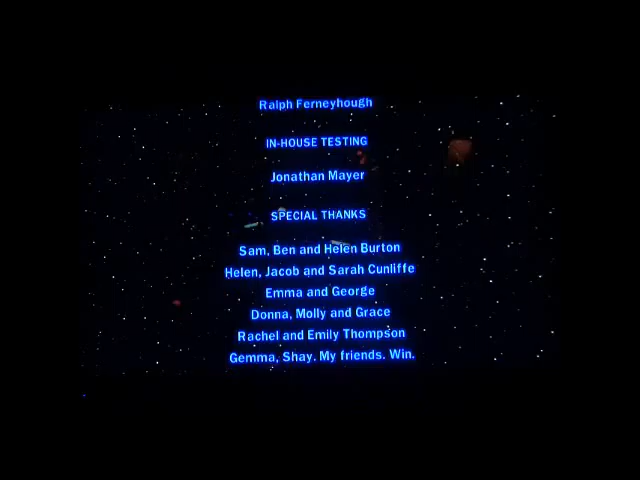 Ralph Ferneyhough
IN-HOUSE TESTING
Jonathan Mayer
SPECIAL THANKS
Sam, Ben and Helen Burton
Helen, Jacob and Sarah Cunliffe
Emma and George
Donna, Molly and Grace
Rachel and Emily Thompson
Gemma, Shay. My friends. Win.